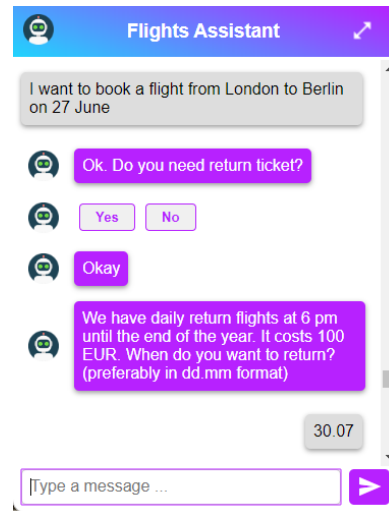 Flights Assistant
I want to book a flight from London to Berlin
on 27 June
Ok. Do you need return ticket?
Yes No
Okay
We have daily return flights at 6 pm
until the end of the year. It costs 100
EUR. When do you want to return?
(preferably in dd.mm format)
30.07
Type a message ...